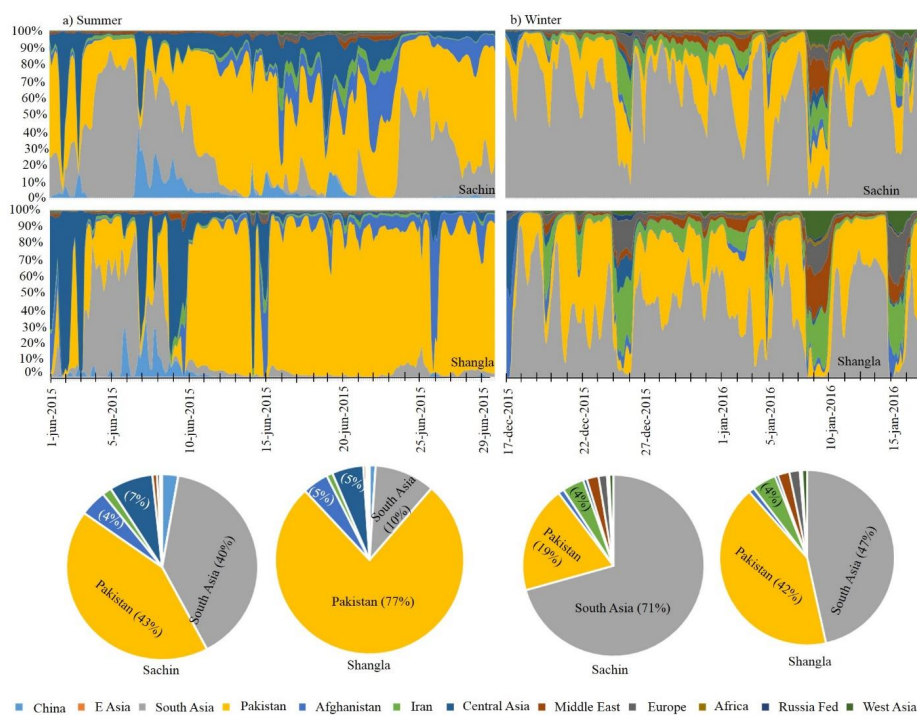 a) Summer
b) Winter
100%
90%
80%
70%
60%
50%
40%
30%
20%
10%
0%
Sachin
Sachin
100%
90%
80%
70%
60%
50%
40%
30%
20%
10%
0%
Shangla
Shangla
1-jun-2015
5-jun-2015
10-jun-2015
15-jun-2015
20-jun-2015
25-jun-2015
29-jun-2015
17-dec-2015
22-dec-2015
27-dec-2015
1-jan-2016
5-jan-2016
10-jan-2016
15-jan-2016
(7%)
(4%)
South Asia (40%)
Pakistan (43%)
Sachin
(5%)
(5%)
South Asia
(10%)
Pakistan (77%)
Shangla
(4%)
Pakistan
(19%)
South Asia (71%)
Sachin
(4%)
South Asia (47%)
Pakistan (42%)
Shangla
China E Asia South Asia Pakistan Afghanistan Iran Central Asia Middle East Europe Africa Russia Fed West Asia